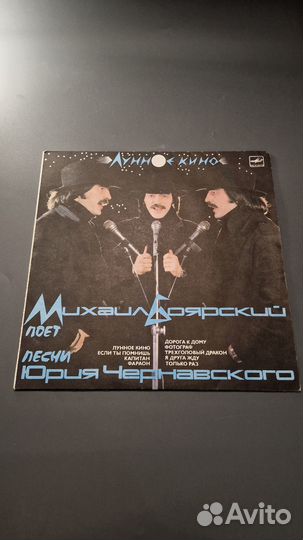 Лунное кино
Михаил Боярский
поет
песни
ЛУННОЕ КИНО
ЕСЛИ ТЫ ПОМНИШЬ
КАПИТАН
ФАРАОН
ДОРОГА К ДОМУ
ФОТОГРАФ
ТРЕХГОЛОВЫЙ ДРАКОН
Я ДРУГА ЖДУ
ТОЛЬКО РАЗ
Юрия Чернавского
Avito